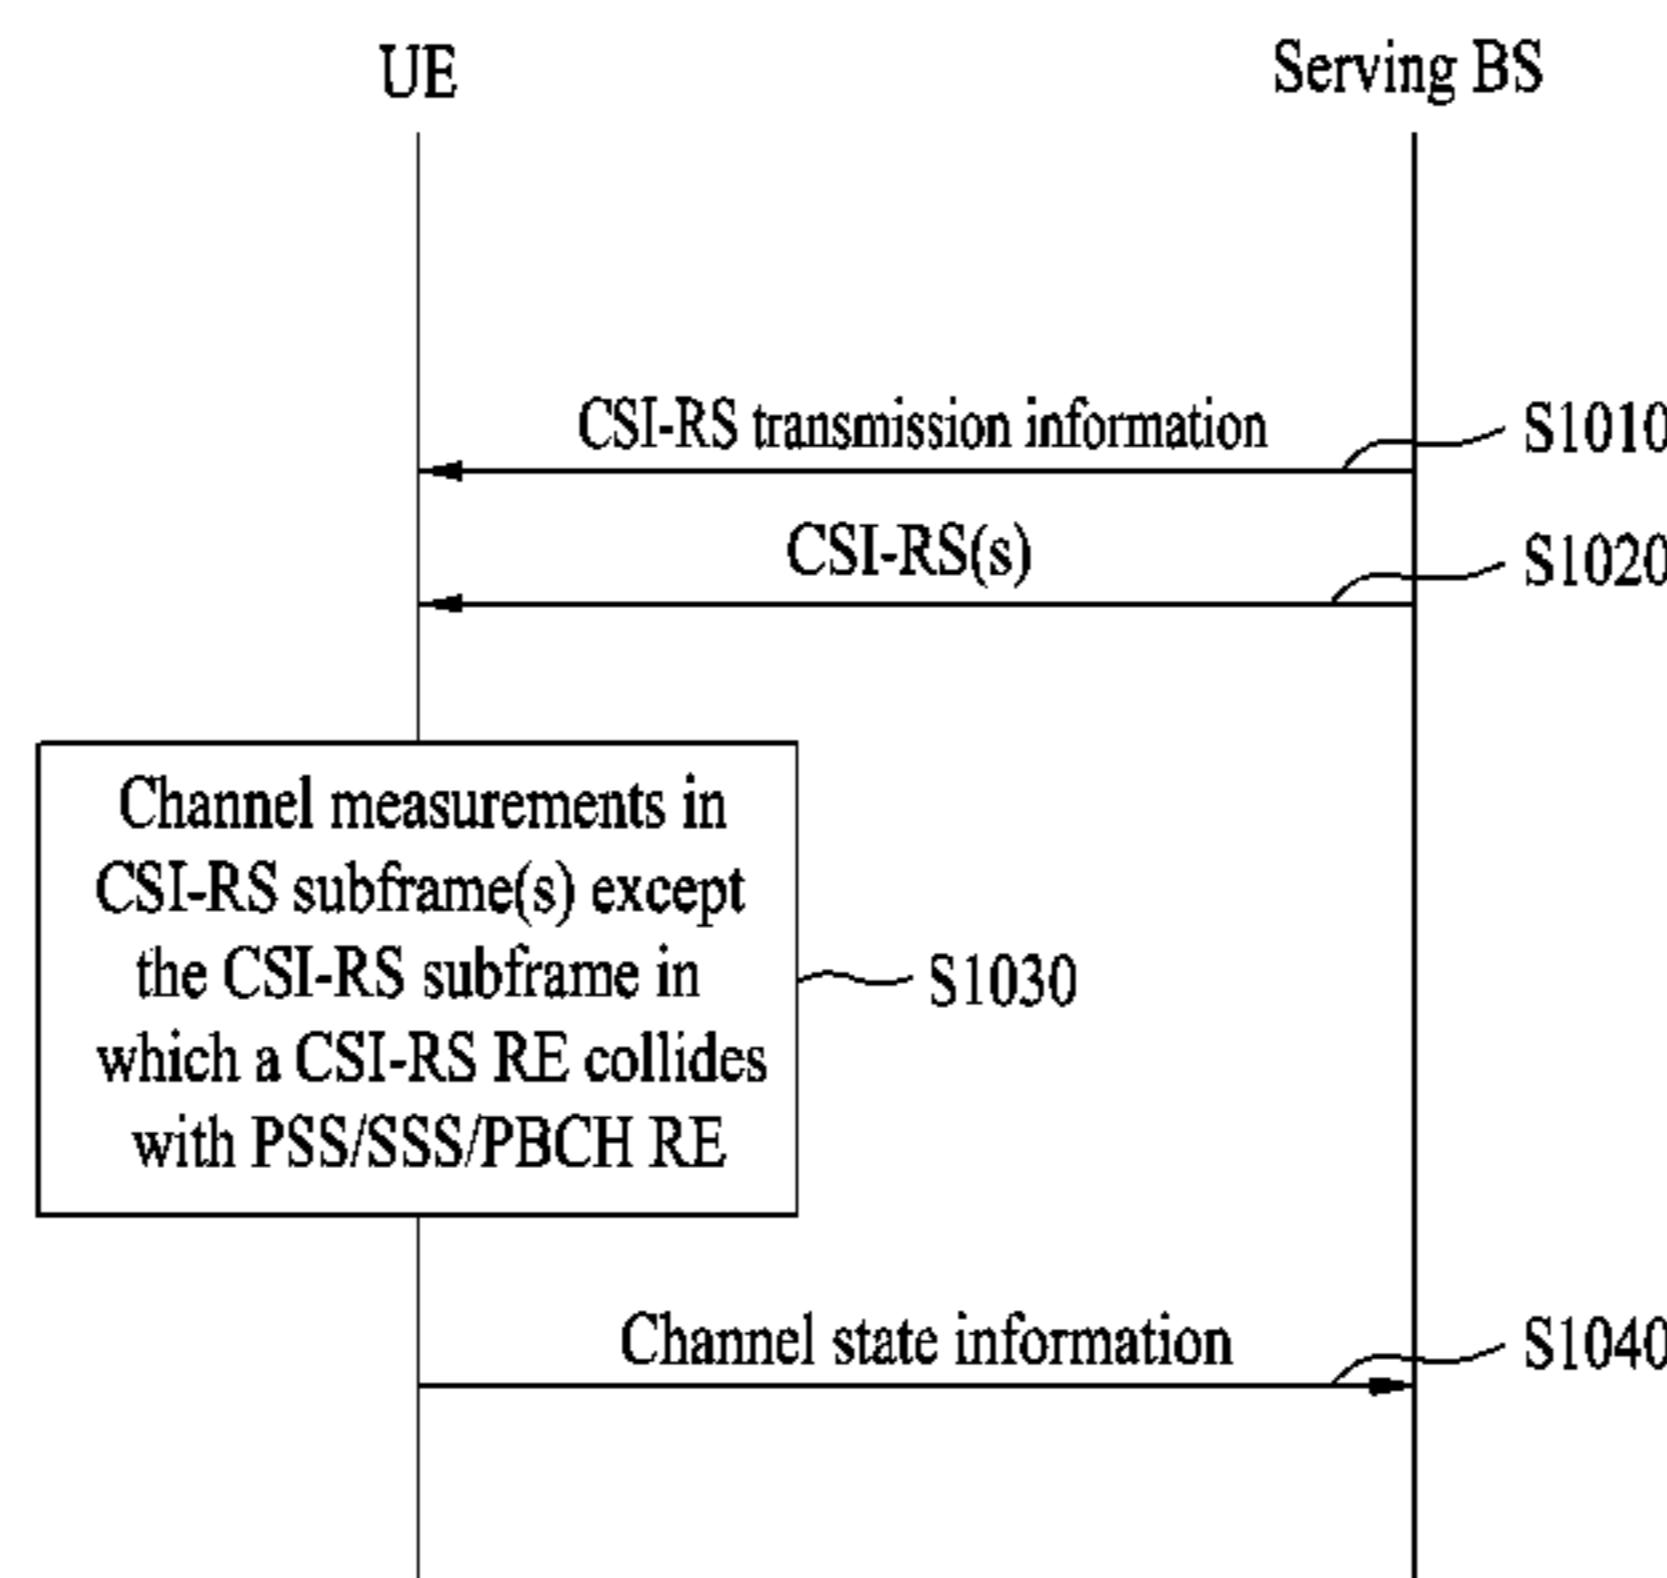 UE
Serving BS
CSI-RS transmission information
S1010
CSI-RS(s)
S1020
Channel measurements in
CSI-RS subframe(s) except
the CSI-RS subframe in
which a CSI-RS RE collides
with PSS/SSS/PBCH RE
S1030
Channel state information
S1040